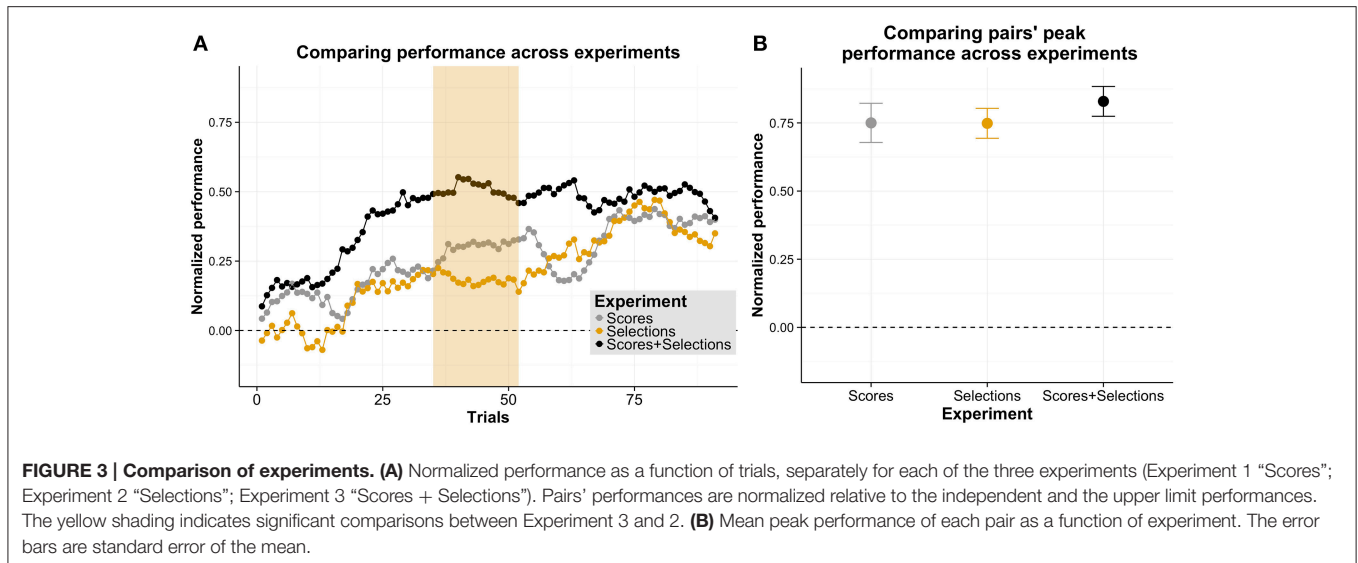 A
Comparing performance across experiments
Normalized performance
0.75
0.50
0.25
0.00
0
25
50
75
Trials
Experiment
Scores
Selections
Scores+Selections
B
Comparing pairs' peak
performance across experiments
Normalized performance
0.75
0.50
0.25
0.00
Scores
Selections
Scores+Selections
Experiment
FIGURE 3 | Comparison of experiments. (A) Normalized performance as a function of trials, separately for each of the three experiments (Experiment 1 “Scores”;
Experiment 2 “Selections”; Experiment 3 “Scores + Selections”). Pairs’ performances are normalized relative to the independent and the upper limit performances.
The yellow shading indicates significant comparisons between Experiment 3 and 2. (B) Mean peak performance of each pair as a function of experiment. The error
bars are standard error of the mean.